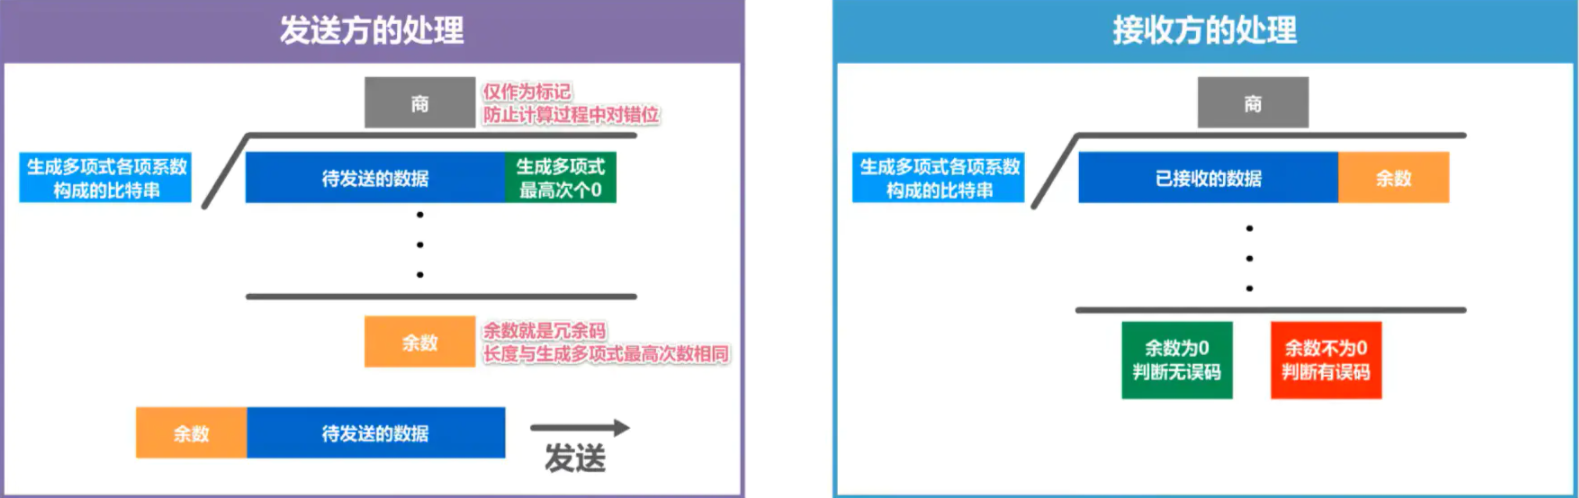 发送方的处理
商
仅作为标记
防止计算过程中对错位
生成多项式各项系数
构成的比特串
待发送的数据
生成多项式
最高次个0
余数
余数就是冗余码
长度与生成多项式最高次数相同
余数
待发送的数据
发送
接收方的处理
商
生成多项式各项系数
构成的比特串
已接收的数据
余数
余数为0
判断无误码
余数不为0
判断有误码